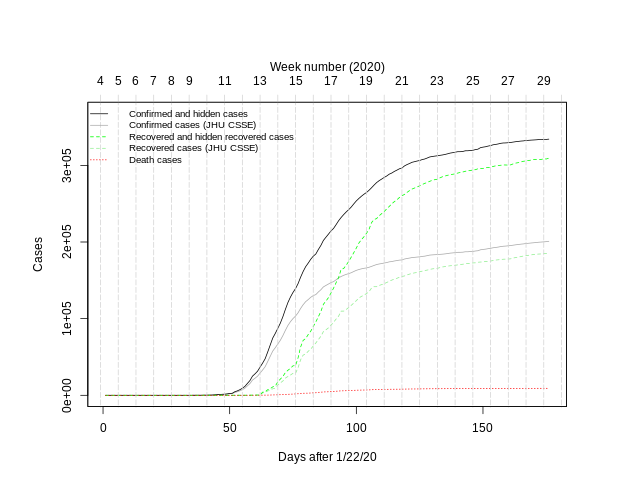 Week number (2020)
4 5 6 7 8 9 11 13 15 17 19 21 23 25 27 29
Confirmed and hidden cases
Confirmed cases (JHU CSSE)
Recovered and hidden recovered cases
Recovered cases (JHU CSSE)
Death cases
3e+05
2e+05
1e+05
0e+00
Cases
0 50 100 150
Days after 1/22/20